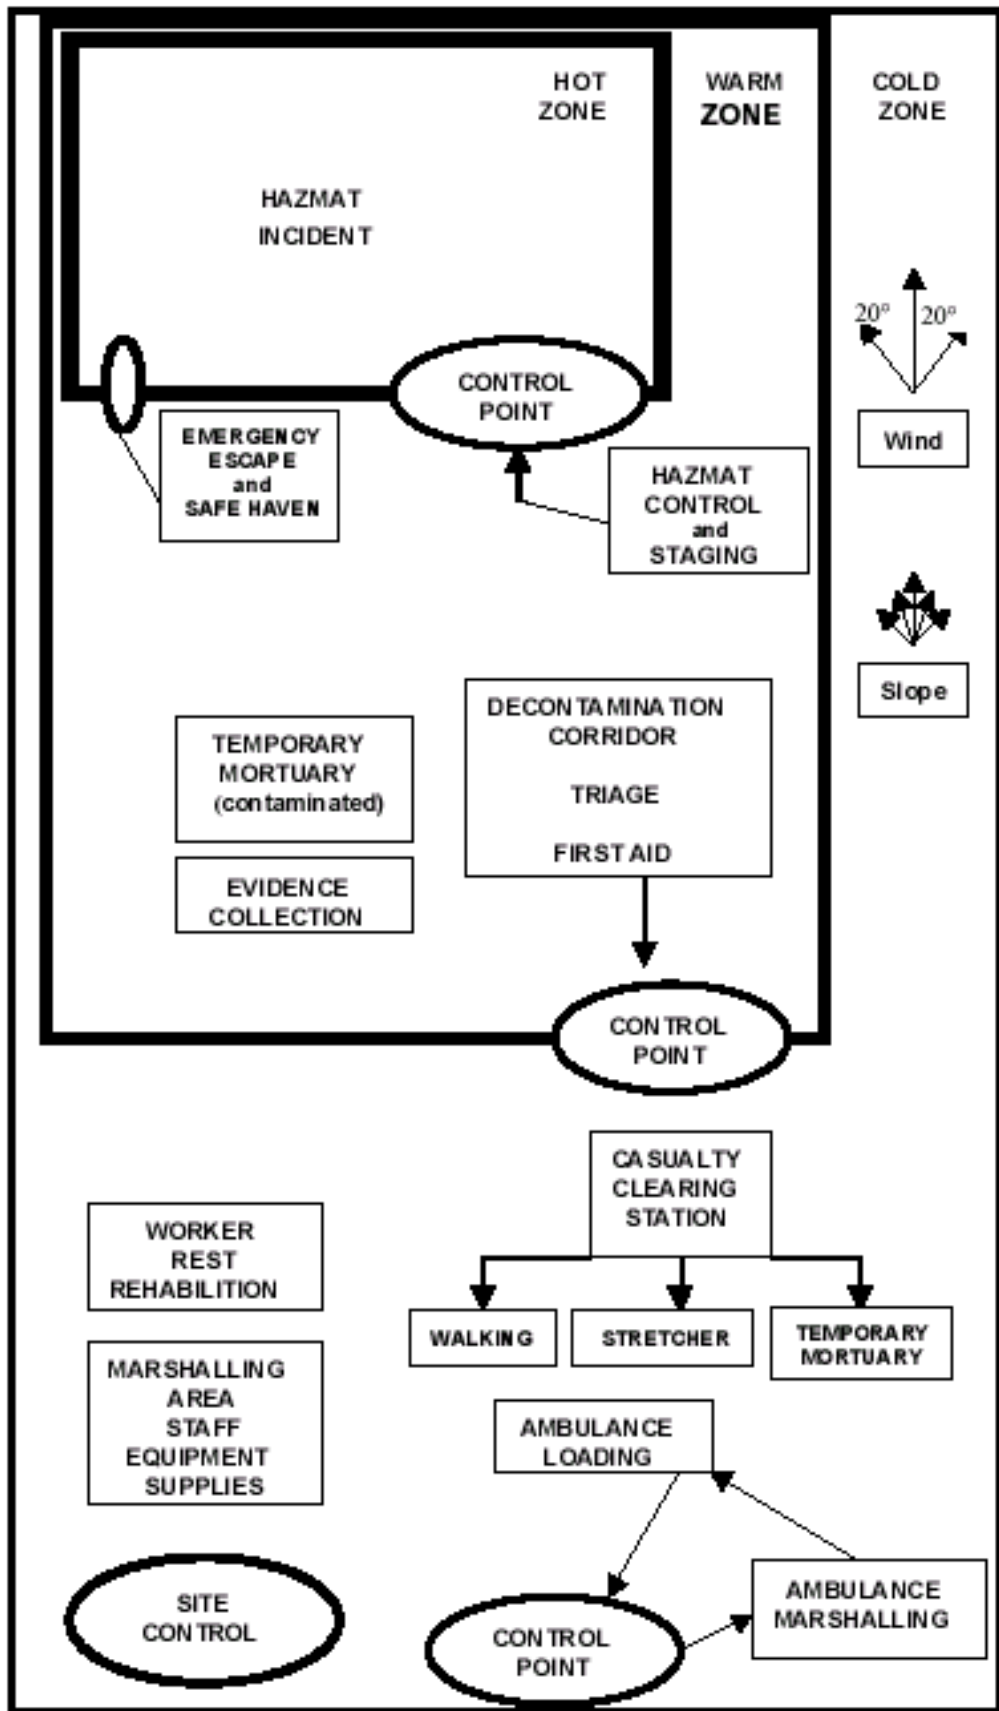 HOT
ZONE
WARM
ZONE
COLD
ZONE
HAZMAT
INCIDENT
20°
20°
Wind
CONTROL
POINT
EMERGENCY
ESCAPE
and
SAFE HAVEN
HAZMAT
CONTROL
and
STAGING
Slope
DECONTAMINATION
CORRIDOR
TRIAGE
FIRST AID
TEMPORARY
MORTUARY
(contaminated)
EVIDENCE
COLLECTION
CONTROL
POINT
CASUALTY
CLEARING
STATION
WORKER
REST
REHABILITION
WALKING
STRETCHER
TEMPORARY
MORTUARY
MARSHALLING
AREA
STAFF
EQUIPMENT
SUPPLIES
AMBULANCE
LOADING
SITE
CONTROL
CONTROL
POINT
AMBULANCE
MARSHALLING